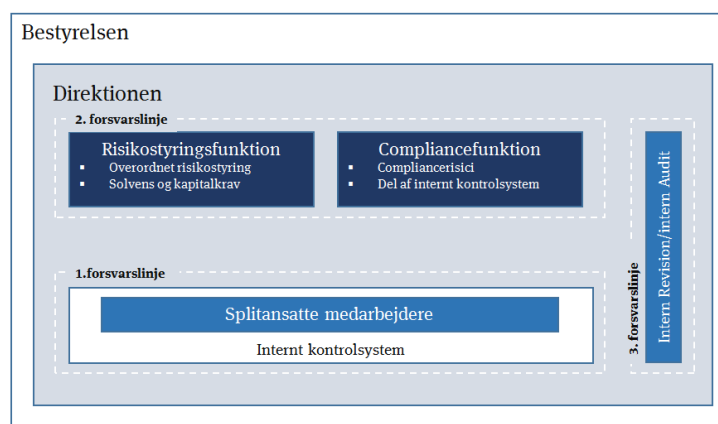 Bestyrelsen
Direktionen
2. forsvarslinje
Risikostyringsfunktion
▪ Overordnet risikostyring
▪ Solvens og kapitalkrav
Compliancefunktion
▪ Compliancerisici
▪ Del af internt kontrolsystem
1.forsvarslinje
Splitansatte medarbejdere
Internt kontrolsystem
3. forsvarslinje
Intern Revision/intern Audit